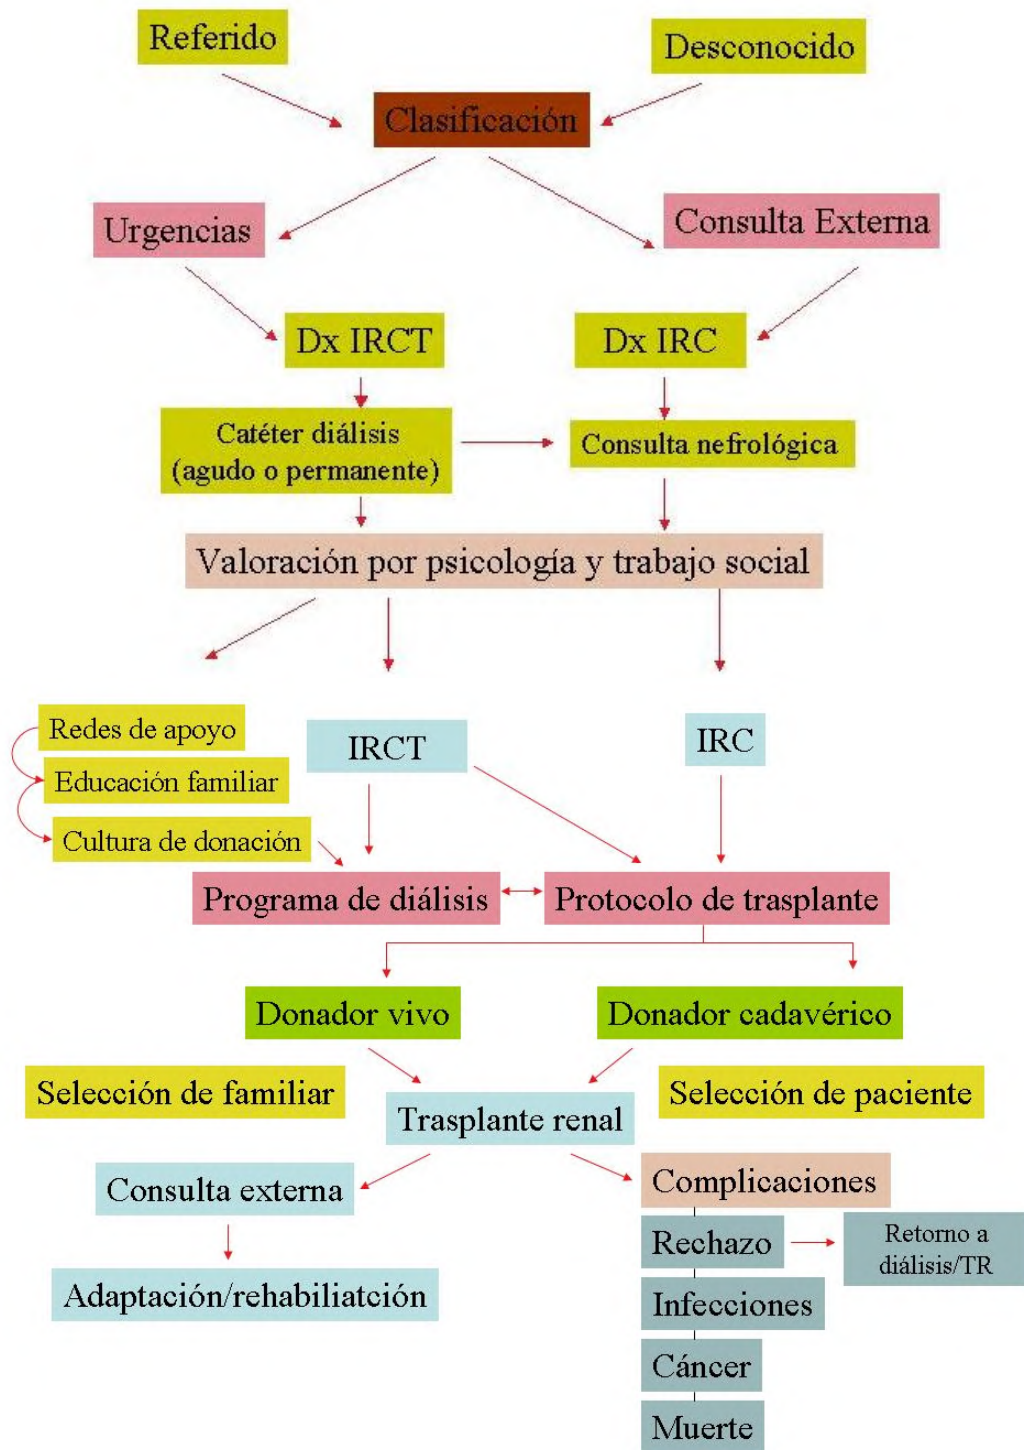 Referido
Desconocido
Clasificación
Urgencias
Consulta Externa
Dx IRCT
Dx IRC
Catéter diálisis
(agudo o permanente)
Consulta nefrológica
Valoración por psicología y trabajo social
Redes de apoyo
Educación familiar
Cultura de donación
IRCT
IRC
Programa de diálisis
Protocolo de trasplante
Donador vivo
Donador cadavérico
Selección de familiar
Trasplante renal
Selección de paciente
Consulta externa
Adaptación/rehabiliatción
Complicaciones
Rechazo
Retorno a
diálisis/TR
Infecciones
Cáncer
Muerte